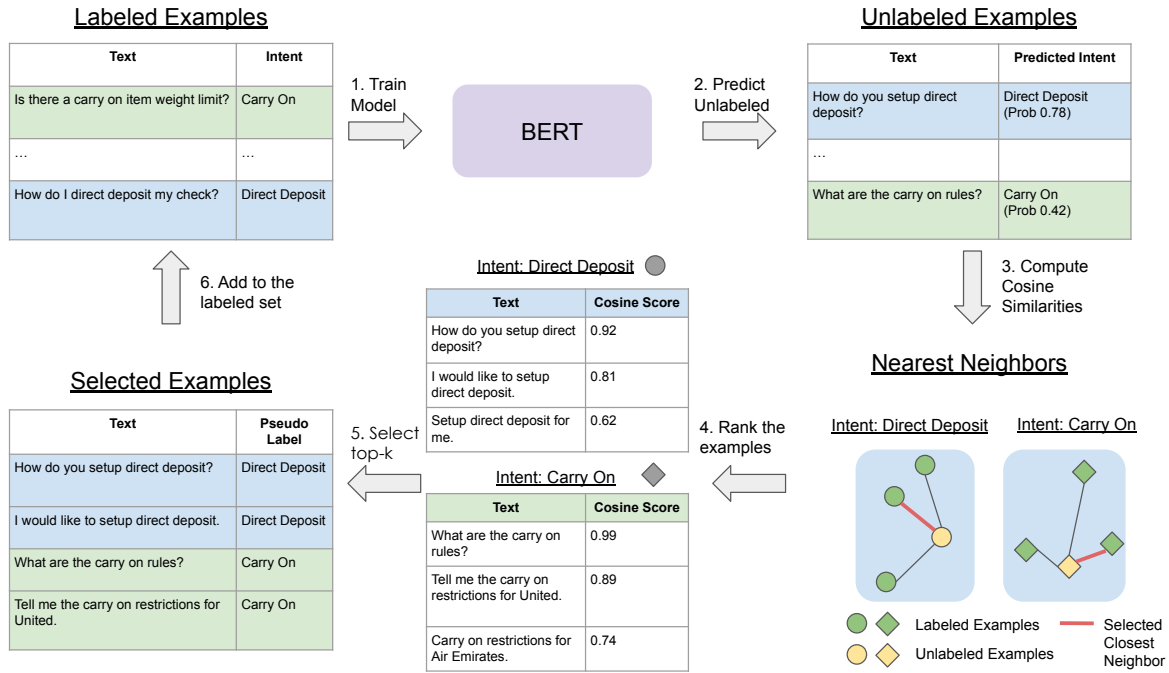 Labeled Examples
Text Intent
Is there a carry on item weight limit? Carry On
... ...
How do I direct deposit my check? Direct Deposit
1. Train
Model
BERT
2. Predict
Unlabeled
Unlabeled Examples
Text Predicted Intent
How do you setup direct
deposit?
Direct Deposit
(Prob 0.78)
...
What are the carry on rules? Carry On
(Prob 0.42)
3. Compute
Cosine
Similarities
Nearest Neighbors
Intent: Direct Deposit Intent: Carry On
Labeled Examples
Unlabeled Examples
Selected
Closest
Neighbor
4. Rank the
examples
Intent: Direct Deposit
Text Cosine Score
How do you setup direct
deposit?
0.92
I would like to setup
direct deposit.
0.81
Setup direct deposit for
me.
0.62
Intent: Carry On
Text Cosine Score
What are the carry on
rules?
0.99
Tell me the carry on
restrictions for United.
0.89
Carry on restrictions for
Air Emirates.
0.74
5. Select
top-k
Selected Examples
Text Pseudo
Label
How do you setup direct deposit? Direct Deposit
I would like to setup direct deposit. Direct Deposit
What are the carry on rules? Carry On
Tell me the carry on restrictions for
United.
Carry On
6. Add to the
labeled set